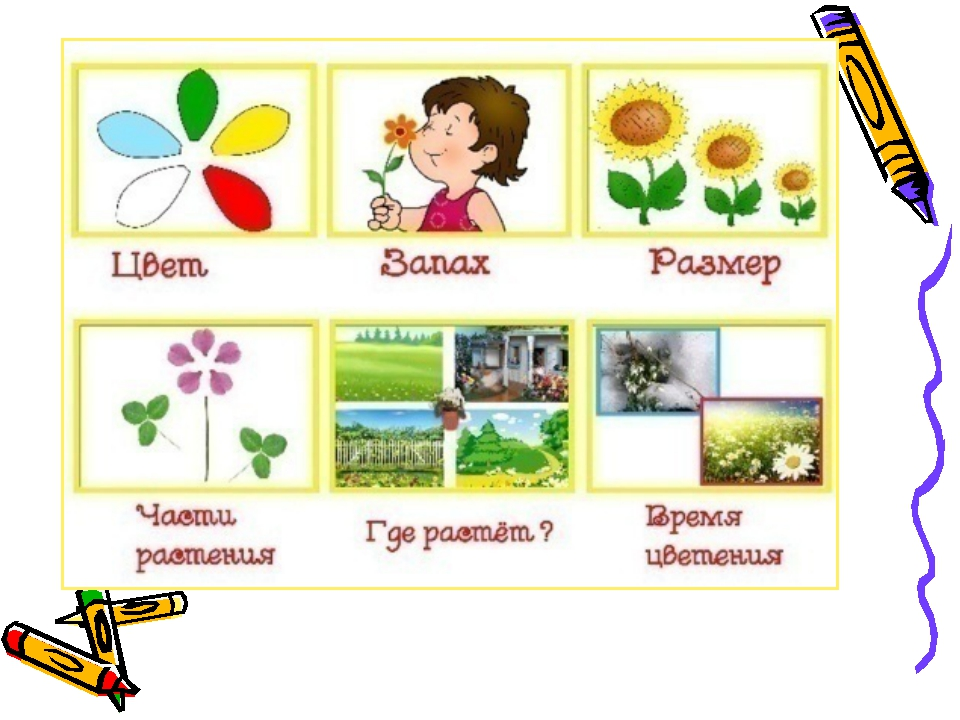 Цвет
Запах
Размер
Части
растения
Где растёт ?
Время
цветения